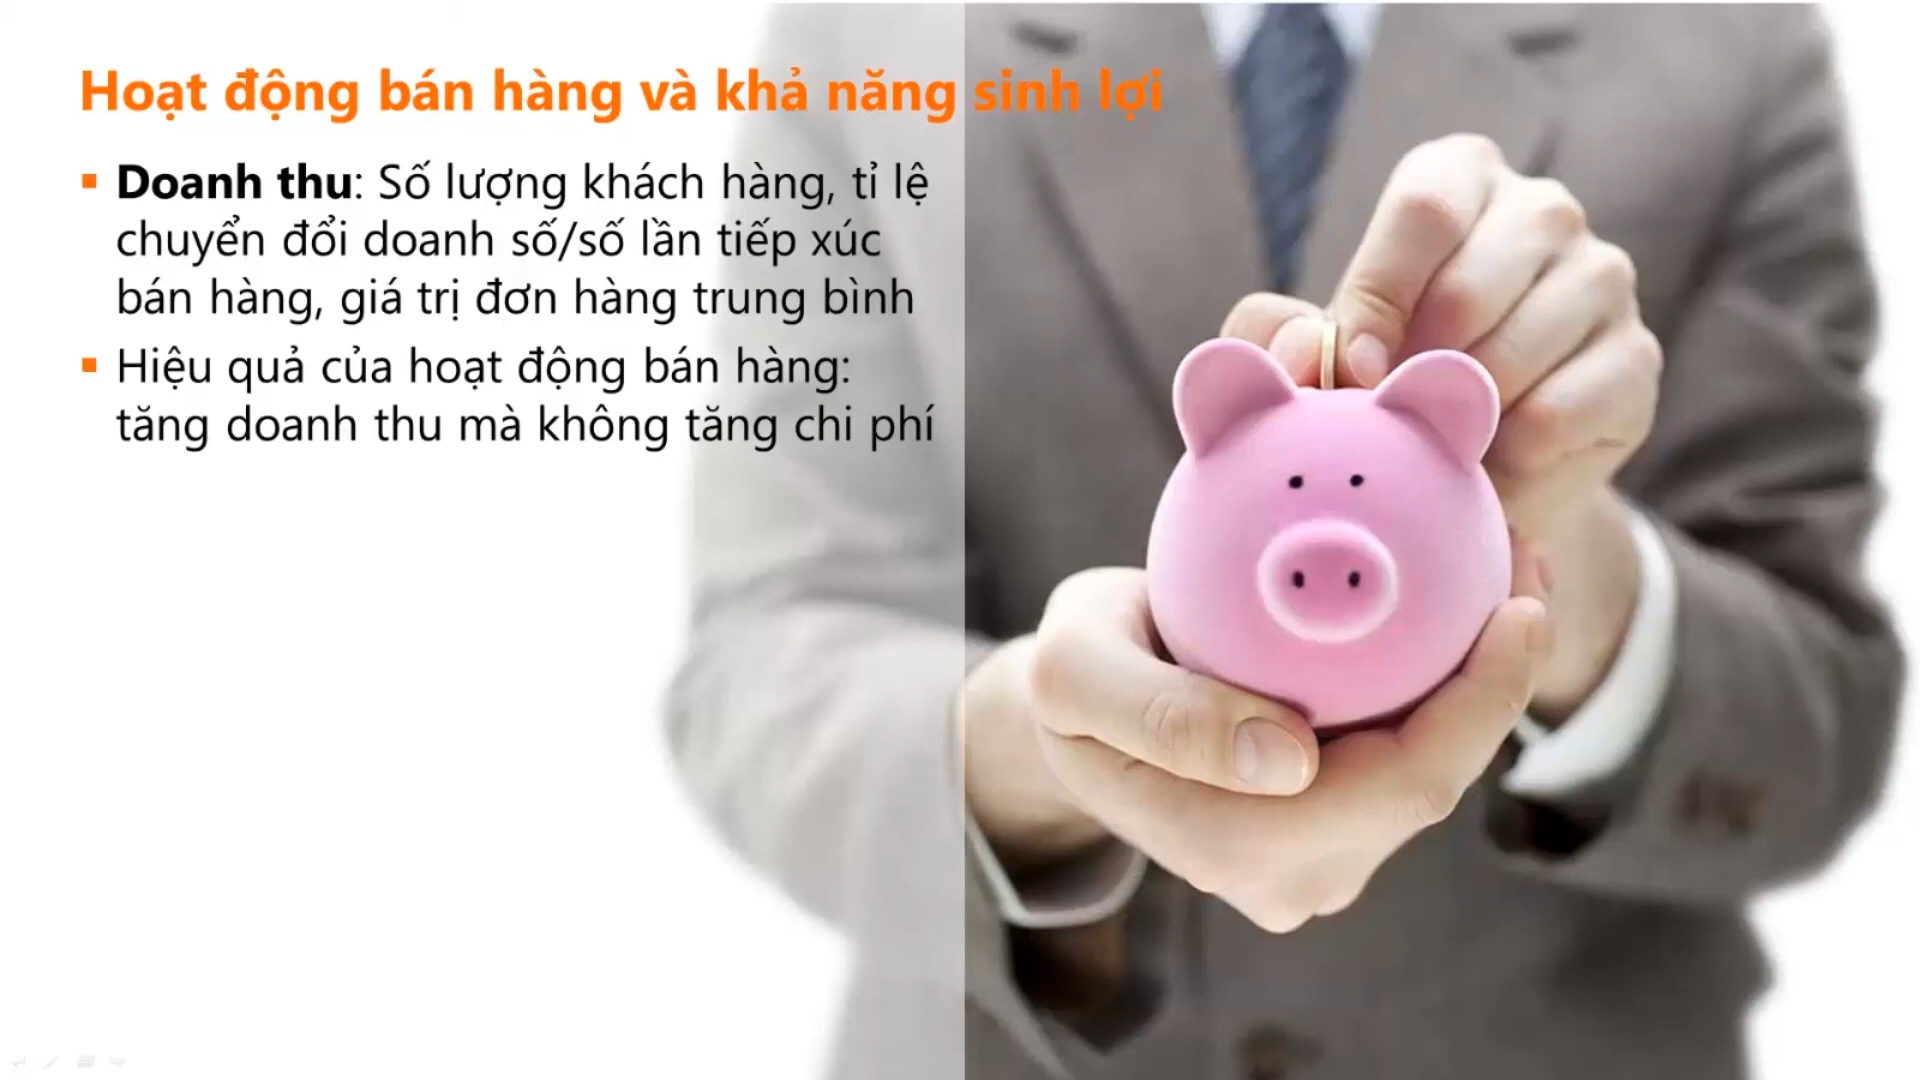 Hoạt động bán hàng và khả năng sinh lợi
▪ Doanh thu: Số lượng khách hàng, tỉ lệ
chuyển đổi doanh số/số lần tiếp xúc
bán hàng, giá trị đơn hàng trung bình
▪ Hiệu quả của hoạt động bán hàng:
tăng doanh thu mà không tăng chi phí